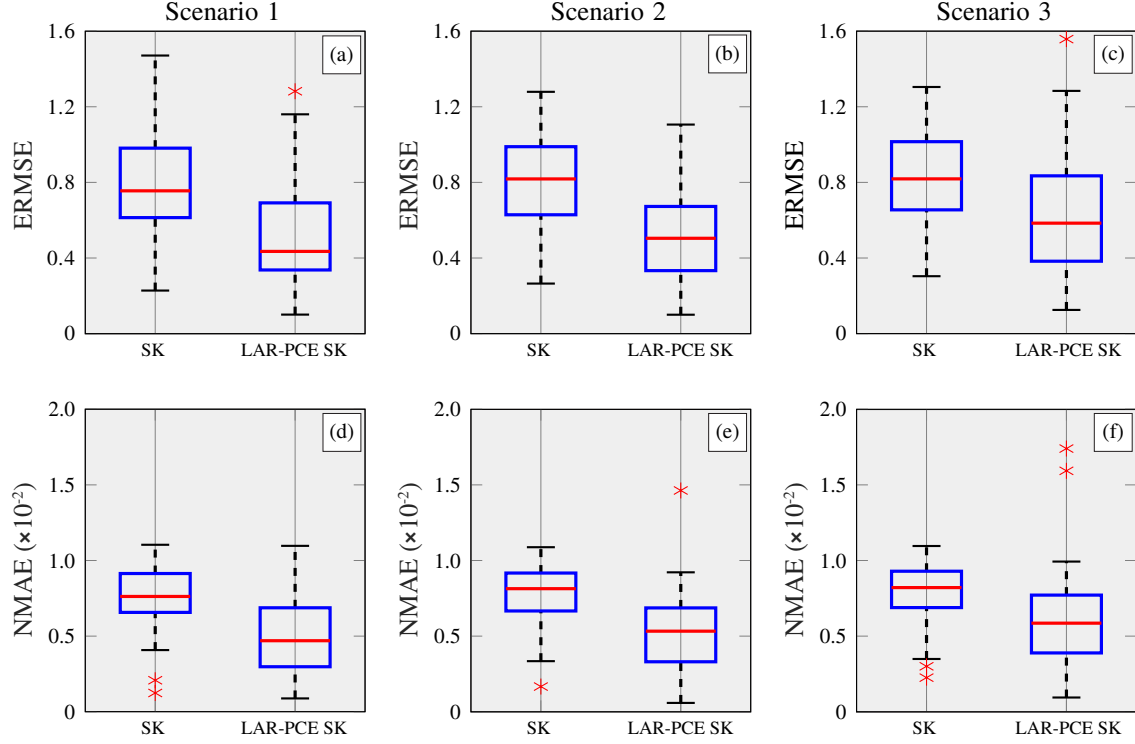 Scenario 1
Scenario 2
Scenario 3
(a)
ERMSE
1.6
1.2
0.8
0.4
0
SK
LAR-PCE SK
(b)
ERMSE
1.6
1.2
0.8
0.4
0
SK
LAR-PCE SK
(c)
ERMSE
1.6
1.2
0.8
0.4
0
SK
LAR-PCE SK
(d)
NMAE (×10⁻²)
2.0
1.5
1.0
0.5
0
SK
LAR-PCE SK
(e)
NMAE (×10⁻²)
2.0
1.5
1.0
0.5
0
SK
LAR-PCE SK
(f)
NMAE (×10⁻²)
2.0
1.5
1.0
0.5
0
SK
LAR-PCE SK